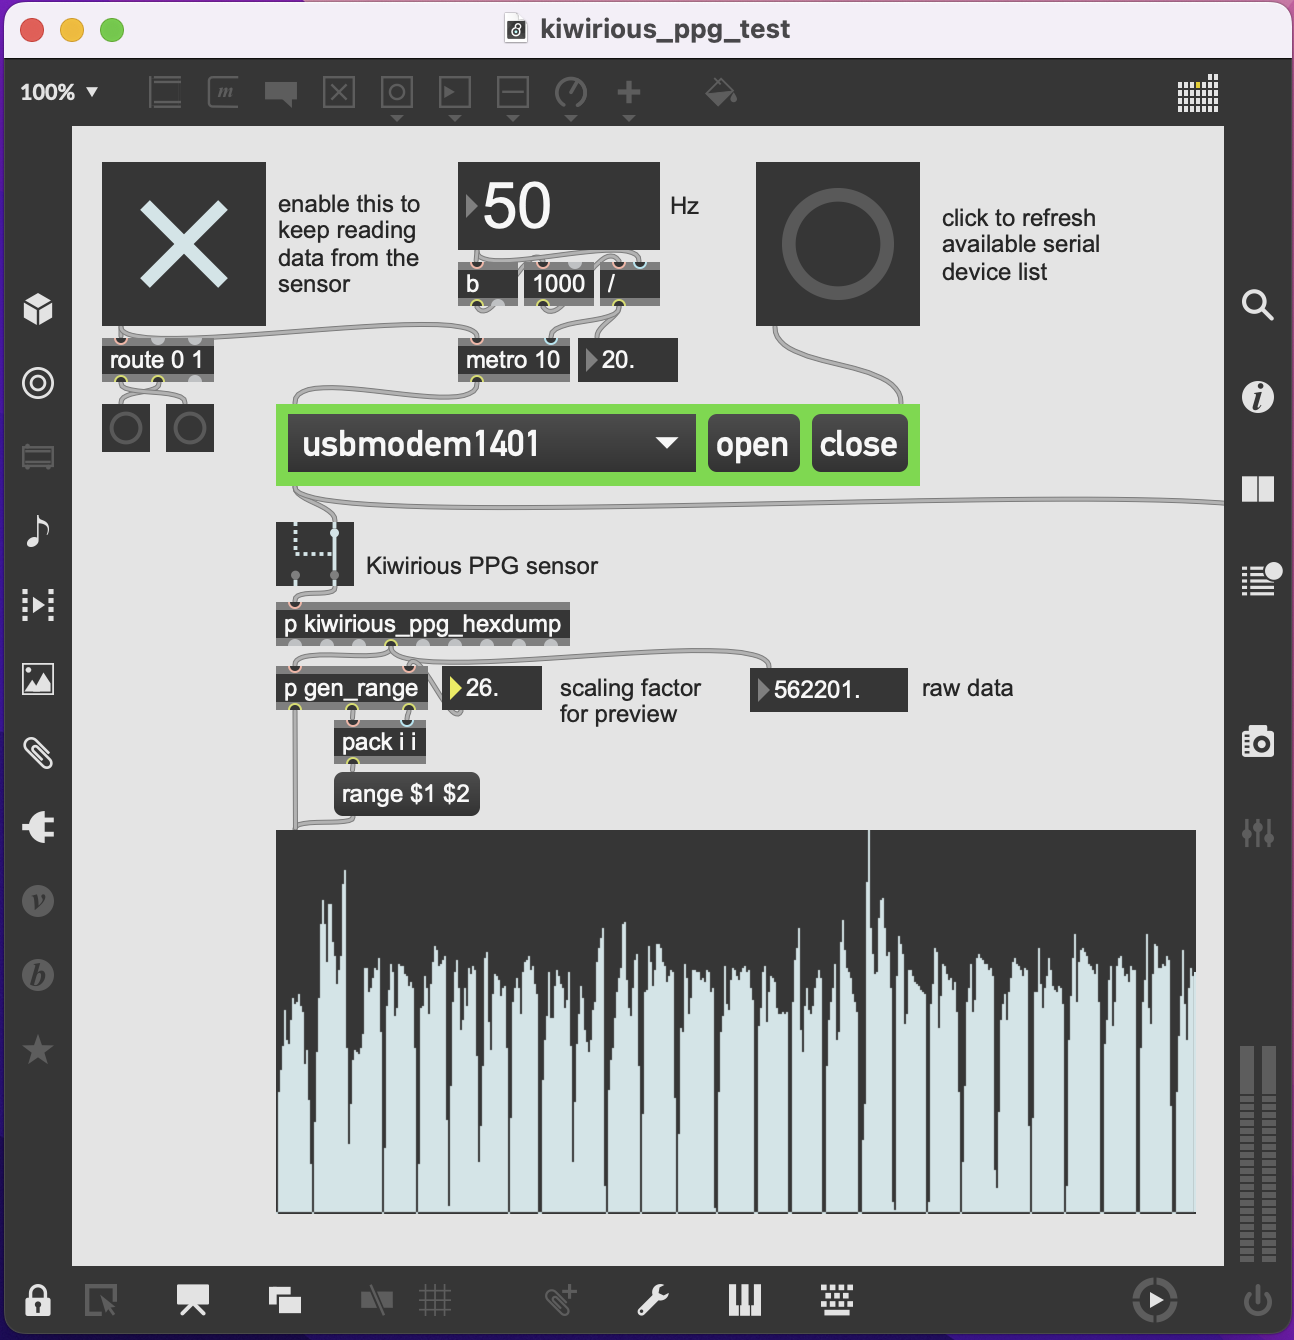 kiwirious_ppg_test
100%
m
enable this to
keep reading
data from the
sensor
50
Hz
click to refresh
available serial
device list
b
1000
/
route 0 1
metro 10
20.
usbmodem1401
open
close
Kiwirious PPG sensor
p kiwirious_ppg_hexdump
p gen_range
26.
scaling factor
for preview
562201.
raw data
pack i i
range $1 $2
v
b
i